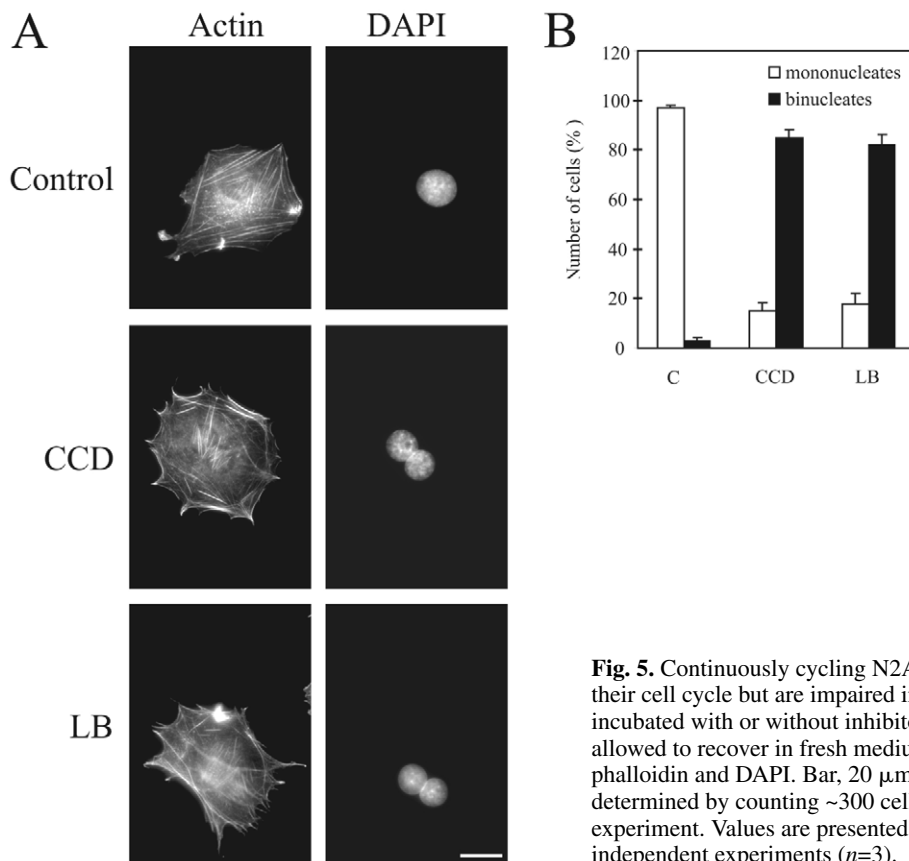 A
Actin
DAPI
Control
CCD
LB
B
Number of cells (%)
120
100
80
60
40
20
0
mononucleates
binucleates
C
CCD
LB
Fig. 5. Continuously cycling N2A
their cell cycle but are impaired in
incubated with or without inhibito
allowed to recover in fresh mediu
phalloidin and DAPI. Bar, 20 μm
determined by counting ~300 cel
experiment. Values are presented
independent experiments (n=3).